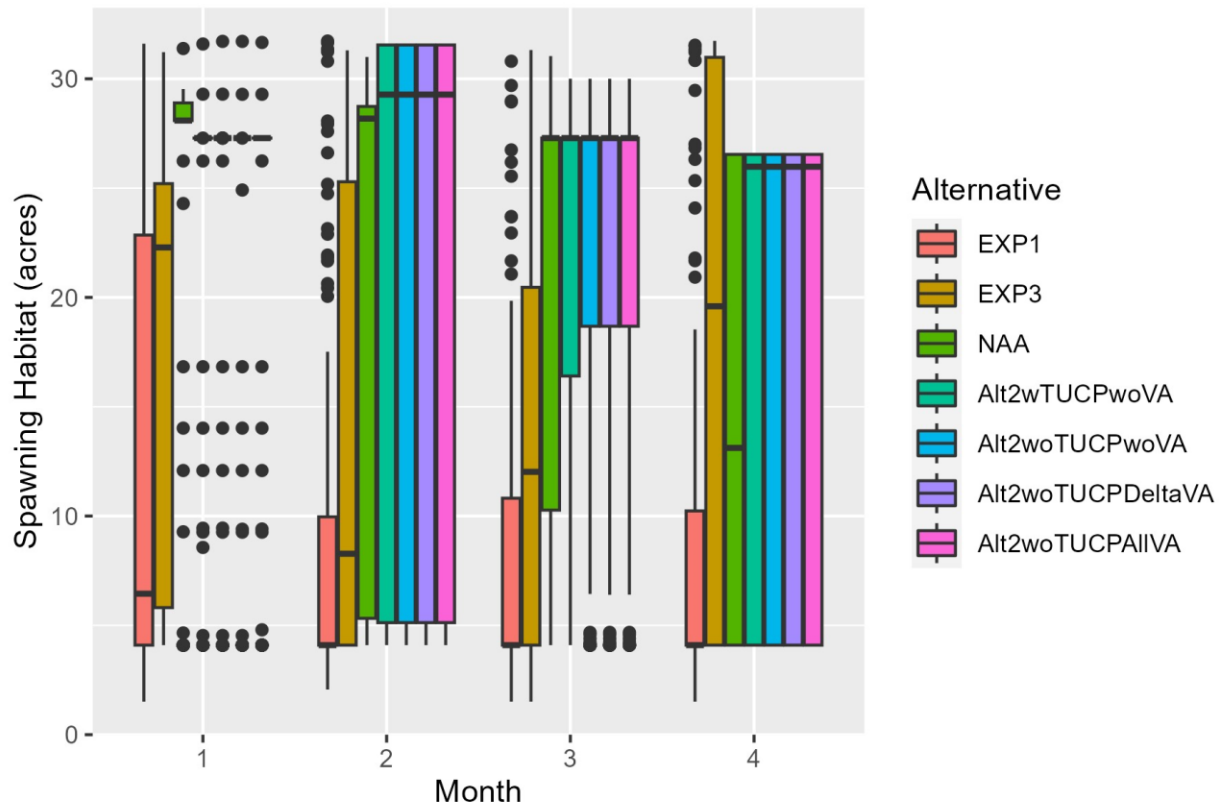 Spawning Habitat (acres)
30
20
10
0
1
2
3
4
Month
Alternative
EXP1
EXP3
NAA
Alt2wTUCPwoVA
Alt2woTUCPwoVA
Alt2woTUCPDeltaVA
Alt2woTUCPAllVA